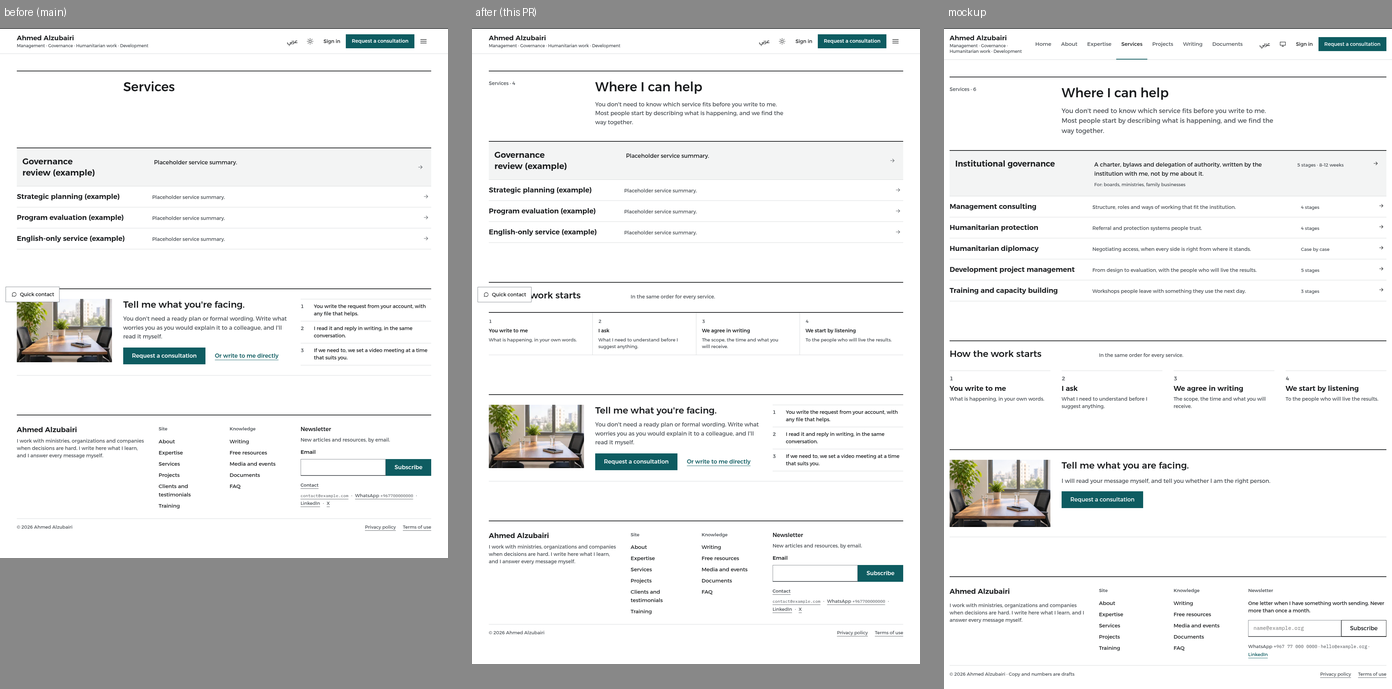 before (main)
Ahmed Alzubairi
Management · Governance · Humanitarian work · Development
عربي
Sign in
Request a consultation
Services
Governance
review (example)
Placeholder service summary.
Strategic planning (example)
Placeholder service summary.
Program evaluation (example)
Placeholder service summary.
English-only service (example)
Placeholder service summary.
Quick contact
Tell me what you're facing.
You don't need a ready plan or formal wording. Write what
worries you as you would explain it to a colleague, and I'll
read it myself.
Request a consultation
Or write to me directly
1 You write the request from your account, with
any file that helps.
2 I read it and reply in writing, in the same
conversation.
3 If we need to, we set a video meeting at a time
that suits you.
Ahmed Alzubairi
I work with ministries, organizations and companies
when decisions are hard. I write here what I learn,
and I answer every message myself.
Site
About
Expertise
Services
Projects
Clients and
testimonials
Training
Knowledge
Writing
Free resources
Media and events
Documents
FAQ
Newsletter
New articles and resources, by email.
Email
Subscribe
Contact
contact@example.com · WhatsApp +967700000000 ·
LinkedIn · X
© 2026 Ahmed Alzubairi
Privacy policy
Terms of use
after (this PR)
Ahmed Alzubairi
Management · Governance · Humanitarian work · Development
عربي
Sign in
Request a consultation
Services · 4
Where I can help
You don't need to know which service fits before you write to me.
Most people start by describing what is happening, and we find the
way together.
Governance
review (example)
Placeholder service summary.
Strategic planning (example)
Placeholder service summary.
Program evaluation (example)
Placeholder service summary.
English-only service (example)
Placeholder service summary.
Quick contact
work starts
In the same order for every service.
1
You write to me
What is happening, in your own words.
2
I ask
What I need to understand before I
suggest anything.
3
We agree in writing
The scope, the time and what you
will receive.
4
We start by listening
To the people who will live the results.
Tell me what you're facing.
You don't need a ready plan or formal wording. Write what
worries you as you would explain it to a colleague, and I'll
read it myself.
Request a consultation
Or write to me directly
1 You write the request from your account, with
any file that helps.
2 I read it and reply in writing, in the same
conversation.
3 If we need to, we set a video meeting at a time
that suits you.
Ahmed Alzubairi
I work with ministries, organizations and companies
when decisions are hard. I write here what I learn,
and I answer every message myself.
Site
About
Expertise
Services
Projects
Clients and
testimonials
Training
Knowledge
Writing
Free resources
Media and events
Documents
FAQ
Newsletter
New articles and resources, by email.
Email
Subscribe
Contact
contact@example.com · WhatsApp +967700000000 ·
LinkedIn · X
© 2026 Ahmed Alzubairi
Privacy policy
Terms of use
mockup
Ahmed Alzubairi
Management · Governance ·
Humanitarian work · Development
Home
About
Expertise
Services
Projects
Writing
Documents
عربي
Sign in
Request a consultation
Services · 6
Where I can help
You don't need to know which service fits before you write to me.
Most people start by describing what is happening, and we find the
way together.
Institutional governance
A charter, bylaws and delegation of authority, written by the
institution with me, not by me about it.
For: boards, ministries, family businesses
5 stages · 8–12 weeks
Management consulting
Structure, roles and ways of working that fit the institution.
4 stages
Humanitarian protection
Referral and protection systems people trust.
4 stages
Humanitarian diplomacy
Negotiating access, when every side is right from where it stands.
Case by case
Development project management
From design to evaluation, with the people who will live the results.
5 stages
Training and capacity building
Workshops people leave with something they use the next day.
3 stages
How the work starts
In the same order for every service.
1
You write to me
What is happening, in your own words.
2
I ask
What I need to understand before I
suggest anything.
3
We agree in writing
The scope, the time and what you will
receive.
4
We start by listening
To the people who will live the results.
Tell me what you are facing.
I will read your message myself, and tell you whether I am the right person.
Request a consultation
Ahmed Alzubairi
I work with ministries, organizations and companies
when decisions are hard. I write here what I learn, and I
answer every message myself.
Site
About
Expertise
Services
Projects
Training
Knowledge
Writing
Free resources
Media and events
Documents
FAQ
Newsletter
One letter when I have something worth sending. Never
more than once a month.
name@example.org
Subscribe
WhatsApp +967 77 000 0000 · hello@example.org ·
LinkedIn
© 2026 Ahmed Alzubairi · Copy and numbers are drafts
Privacy policy
Terms of use